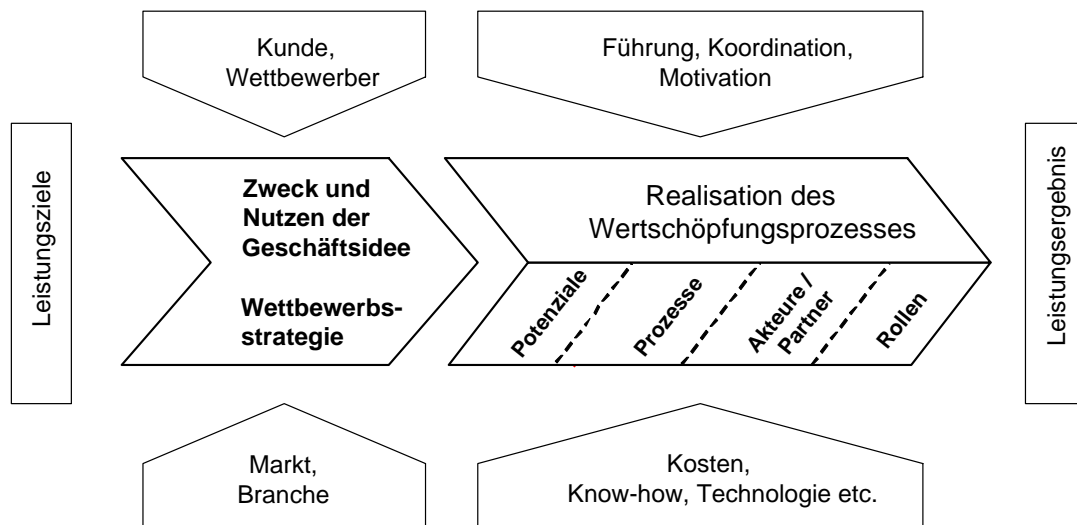 Kunde,
Wettbewerber
Führung, Koordination,
Motivation
Leistungsziele
Zweck und
Nutzen der
Geschäftsidee
Wettbewerbs-
strategie
Realisation des
Wertschöpfungsprozesses
Potenziale
Prozesse
Akteure /
Partner
Rollen
Leistungsergebnis
Markt,
Branche
Kosten,
Know-how, Technologie etc.